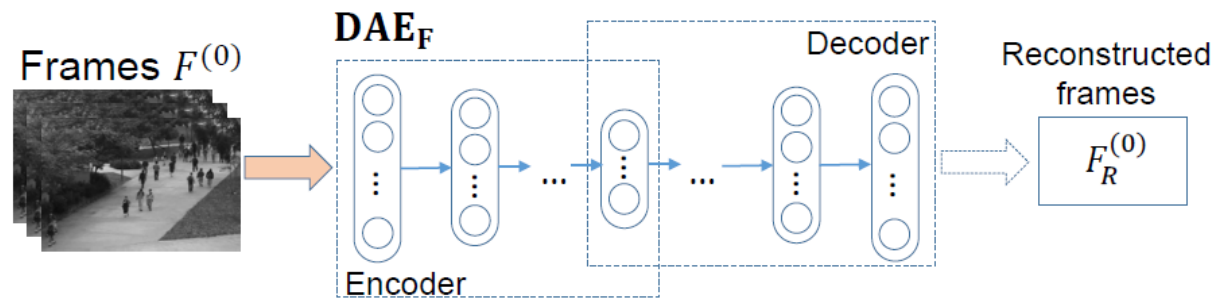 DAE_F
Frames F^(0)
Encoder
...
...
Decoder
Reconstructed
frames
F_R^(0)